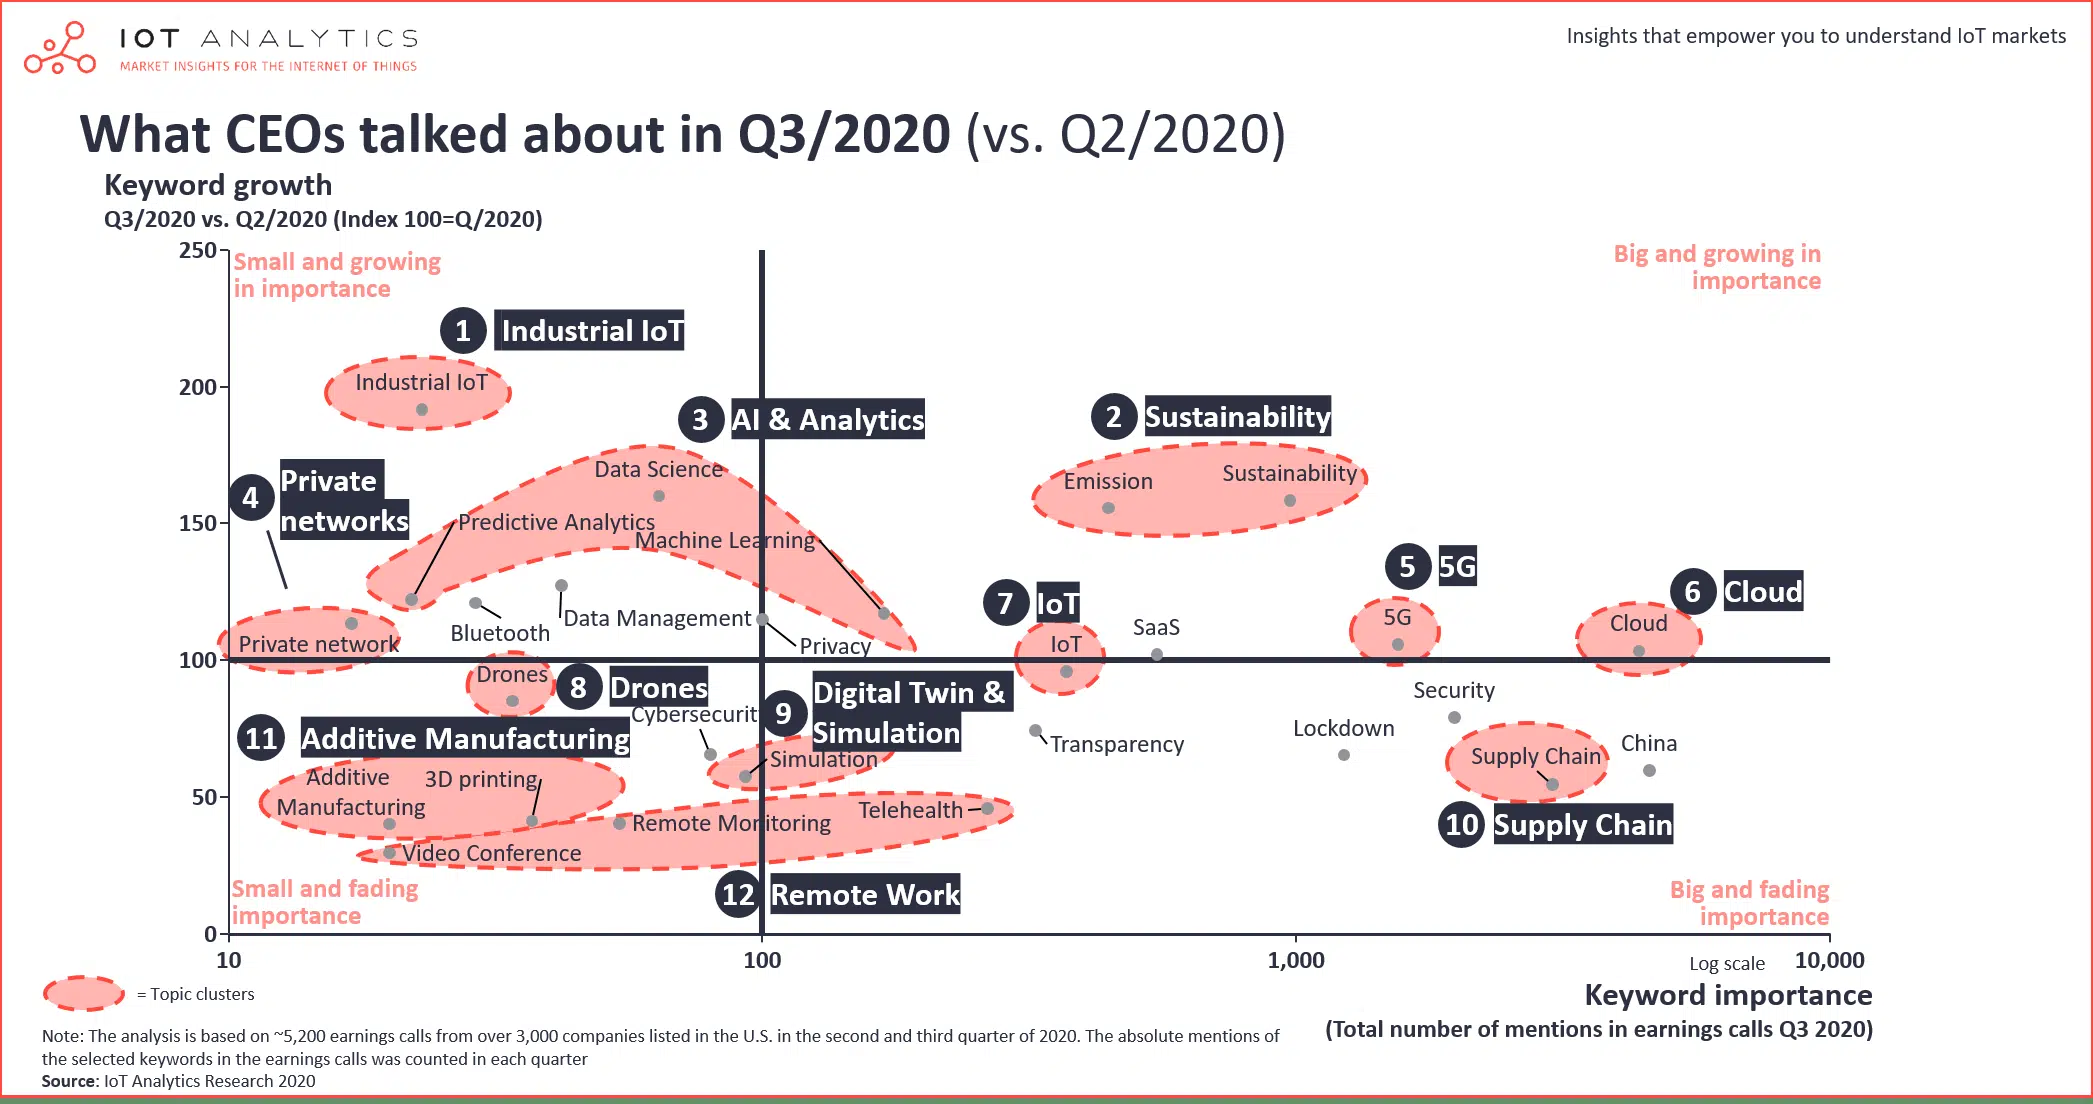 IOT ANALYTICS
MARKET INSIGHTS FOR THE INTERNET OF THINGS
Insights that empower you to understand IoT markets
What CEOs talked about in Q3/2020 (vs. Q2/2020)
Keyword growth
Q3/2020 vs. Q2/2020 (Index 100=Q/2020)
250
Small and growing
in importance
Big and growing in
importance
1 Industrial IoT
200
Industrial IoT
3 AI & Analytics
2 Sustainability
Data Science
Emission
Sustainability
4 Private
networks
150
Predictive Analytics
Machine Learning
5 5G
6 Cloud
7 IoT
Bluetooth
Data Management
Privacy
Private network
IoT
SaaS
5G
Cloud
100
Drones
8 Drones
Cybersecurit
9 Digital Twin &
Simulation
Security
Lockdown
Transparency
Supply Chain
China
11 Additive Manufacturing
Simulation
Additive
Manufacturing
3D printing
50
Remote Monitoring
Telehealth
10 Supply Chain
Video Conference
Small and fading
importance
12 Remote Work
Big and fading
importance
0
10
100
1,000
Log scale
10,000
Keyword importance
(Total number of mentions in earnings calls Q3 2020)
= Topic clusters
Note: The analysis is based on ~5,200 earnings calls from over 3,000 companies listed in the U.S. in the second and third quarter of 2020. The absolute mentions of
the selected keywords in the earnings calls was counted in each quarter
Source: IoT Analytics Research 2020